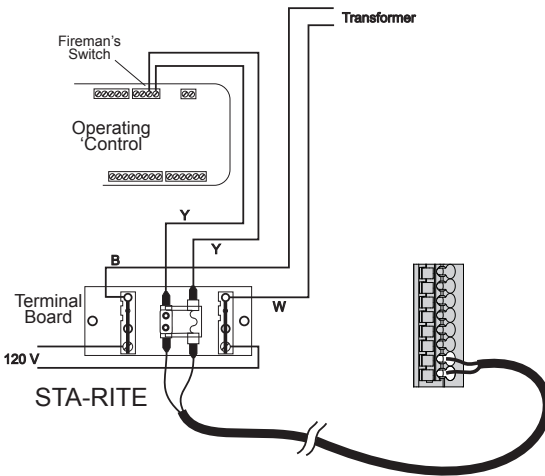 Transformer
Fireman's
Switch
Operating
'Control
Y
Y
B
W
Terminal
Board
120 V
STA-RITE